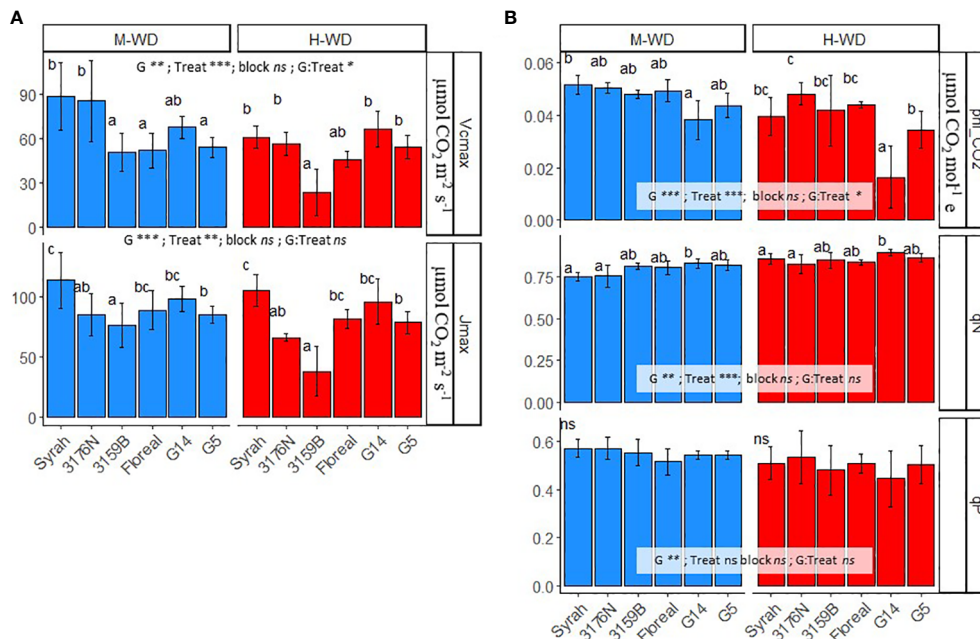 A
M-WD H-WD
G ** ; Treat ***; block ns ; G:Treat *
b b a a ab a
b b a ab b b
90
60
30
0
Vcmax
μmol CO2 m-2 s-1
G *** ; Treat **; block ns ; G:Treat ns
c ab a bc bc b
c ab a bc bc b
100
50
0
Jmax
μmol CO2 m-2 s-1
Syrah 3176N 3159B Floreal G14 G5
Syrah 3176N 3159B Floreal G14 G5
B
M-WD H-WD
b ab ab ab a ab
bc c bc bc a b
0.06
0.04
0.02
0.00
G *** ; Treat ***; block ns ; G:Treat *
phi_CO2
μmol CO2 mol-1 e
a a ab ab b ab
a a ab ab b ab
0.75
0.50
0.25
0.00
G ** ; Treat ***; block ns ; G:Treat ns
qN
ns
ns
0.6
0.4
0.2
0.0
G ** ; Treat ns block ns ; G:Treat ns
qP
Syrah 3176N 3159B Floreal G14 G5
Syrah 3176N 3159B Floreal G14 G5